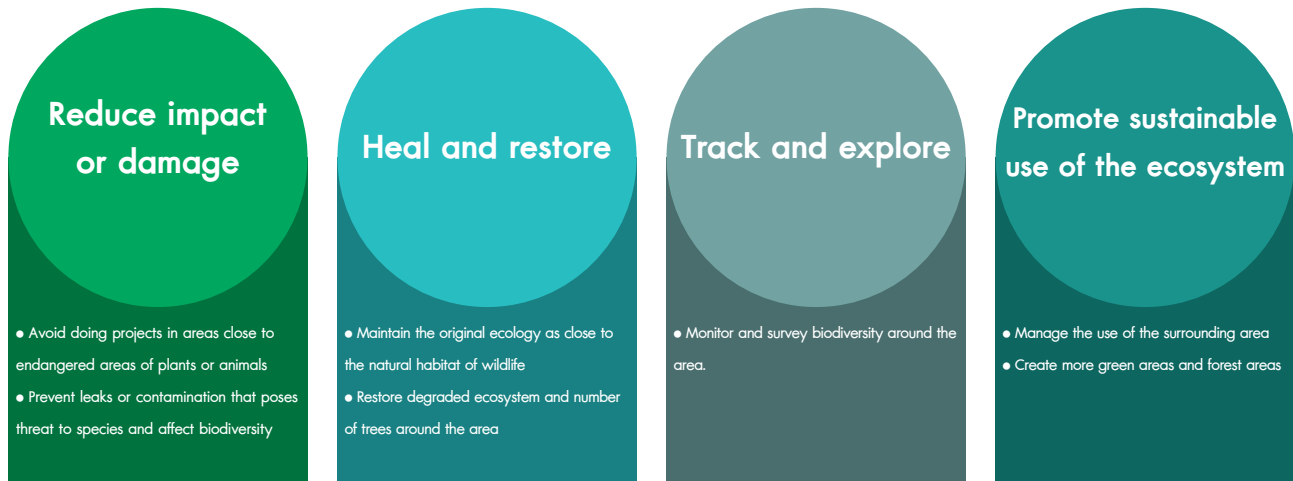 Reduce impact
or damage
● Avoid doing projects in areas close to
endangered areas of plants or animals
● Prevent leaks or contamination that poses
threat to species and affect biodiversity
Heal and restore
● Maintain the original ecology as close to
the natural habitat of wildlife
● Restore degraded ecosystem and number
of trees around the area
Track and explore
● Monitor and survey biodiversity around the
area.
Promote sustainable
use of the ecosystem
● Manage the use of the surrounding area
● Create more green areas and forest areas